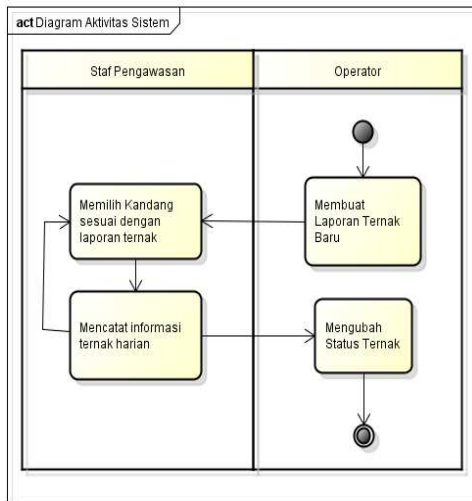 act Diagram Aktivitas Sistem
Staf Pengawasan
Operator
Membuat
Laporan Ternak
Baru
Memilih Kandang
sesuai dengan
laporan ternak
Mencatat informasi
ternak harian
Mengubah
Status Ternak